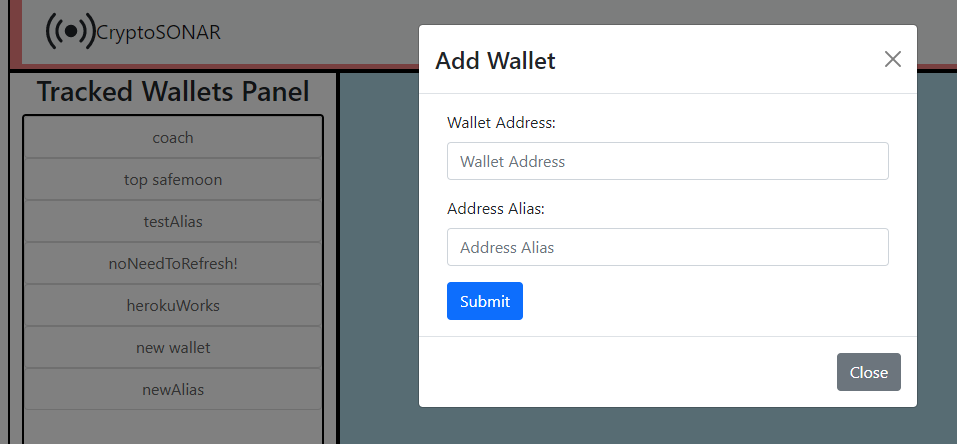 CryptoSONAR
Tracked Wallets Panel
coach
top safemoon
testAlias
noNeedToRefresh!
herokuWorks
new wallet
newAlias
Add Wallet
Wallet Address:
Wallet Address
Address Alias:
Address Alias
Submit
Close